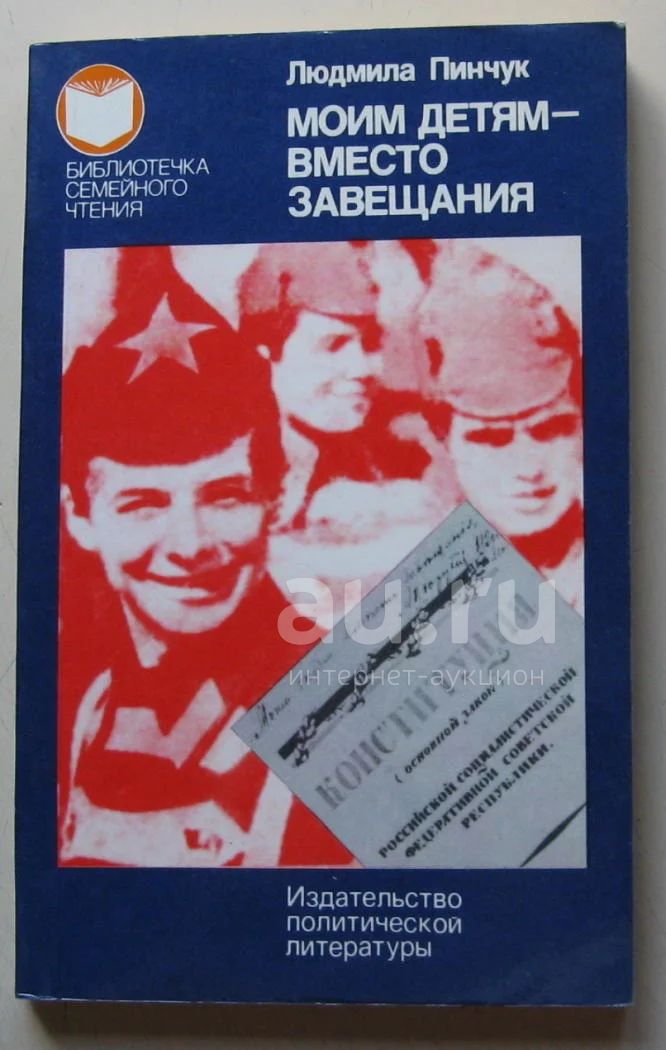 Людмила Пинчук
МОИМ ДЕТЯМ—
ВМЕСТО
ЗАВЕЩАНИЯ
БИБЛИОТЕЧКА
СЕМЕЙНОГО
ЧТЕНИЯ
КОНСТИТУЦИЯ
(ОСНОВНОЙ ЗАКОН)
РОССИЙСКОЙ СОЦИАЛИСТИЧЕСКОЙ
ФЕДЕРАТИВНОЙ СОВЕТСКОЙ
РЕСПУБЛИКИ.
au.ru
интернет-аукцион
Издательство
политической
литературы